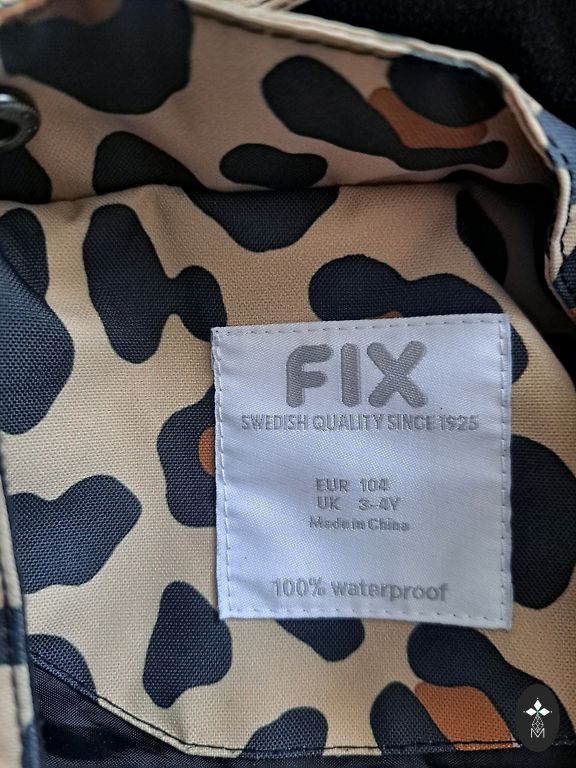 FIX
SWEDISH QUALITY SINCE 1925
EUR 104
UK 3-4Y
Made in China
100% waterproof
M